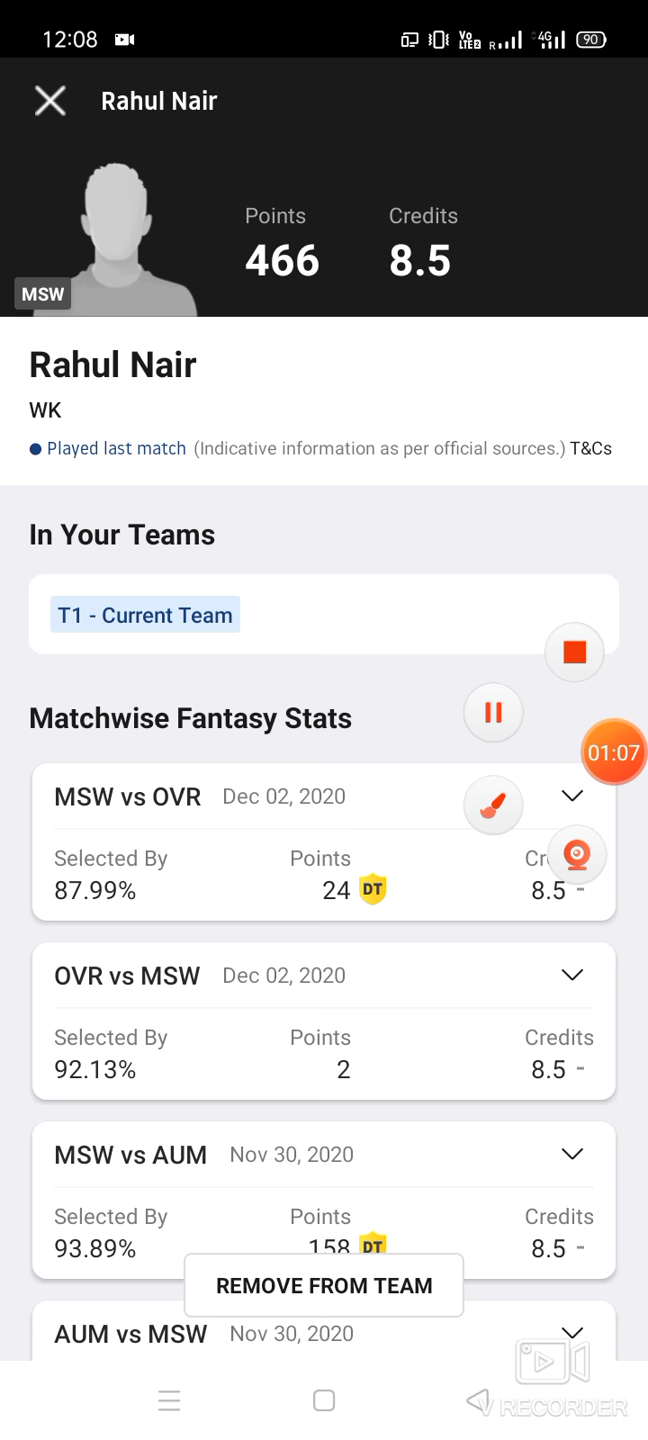 12:08 Vo LTE2 R 4G 90
Rahul Nair
Points Credits
466 8.5
MSW
Rahul Nair
WK
Played last match (Indicative information as per official sources.) T&Cs
In Your Teams
T1 - Current Team
Matchwise Fantasy Stats
01:07
MSW vs OVR Dec 02, 2020
Selected By Points Cr
87.99% 24 DT 8.5 -
OVR vs MSW Dec 02, 2020
Selected By Points Credits
92.13% 2 8.5 -
MSW vs AUM Nov 30, 2020
Selected By Points Credits
93.89% 158 DT 8.5 -
REMOVE FROM TEAM
AUM vs MSW Nov 30, 2020
V RECORDER